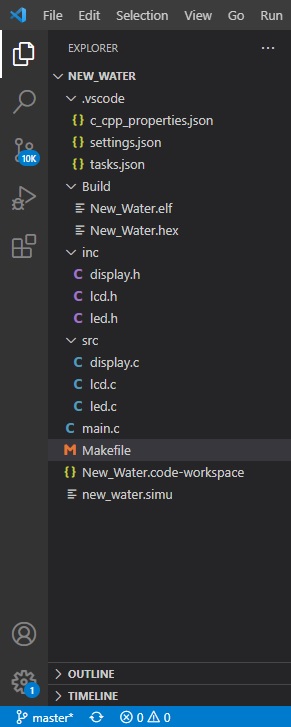 File Edit Selection View Go Run
EXPLORER ···
NEW_WATER
.vscode
{} c_cpp_properties.json
{} settings.json
{} tasks.json
Build
New_Water.elf
New_Water.hex
inc
C display.h
C lcd.h
C led.h
src
C display.c
C lcd.c
C led.c
C main.c
M Makefile
{} New_Water.code-workspace
new_water.simu
10K
1
OUTLINE
TIMELINE
master* 0 0